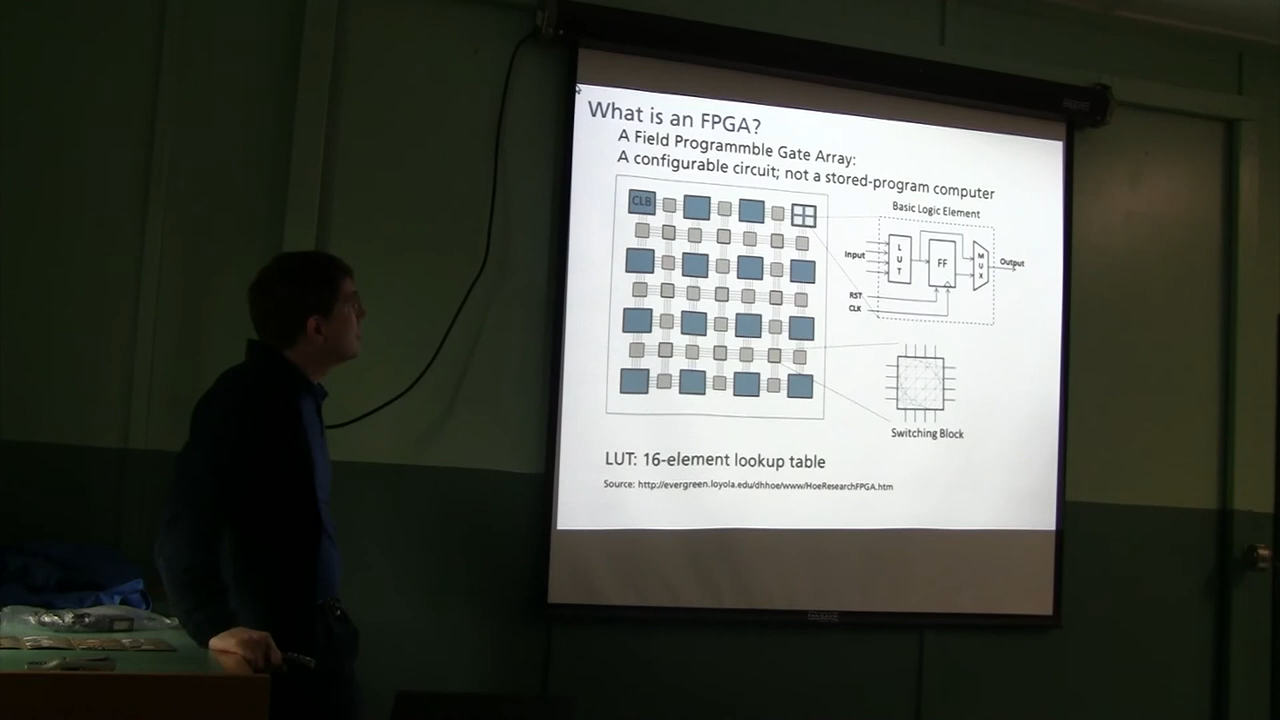 What is an FPGA?
A Field Programmble Gate Array:
A configurable circuit; not a stored-program computer
CLB
Basic Logic Element
Input
LUT
FF
MUX
Output
RST
CLK
Switching Block
LUT: 16-element lookup table
Source: http://evergreen.loyola.edu/dhhoe/www/HoeResearchFPGA.htm